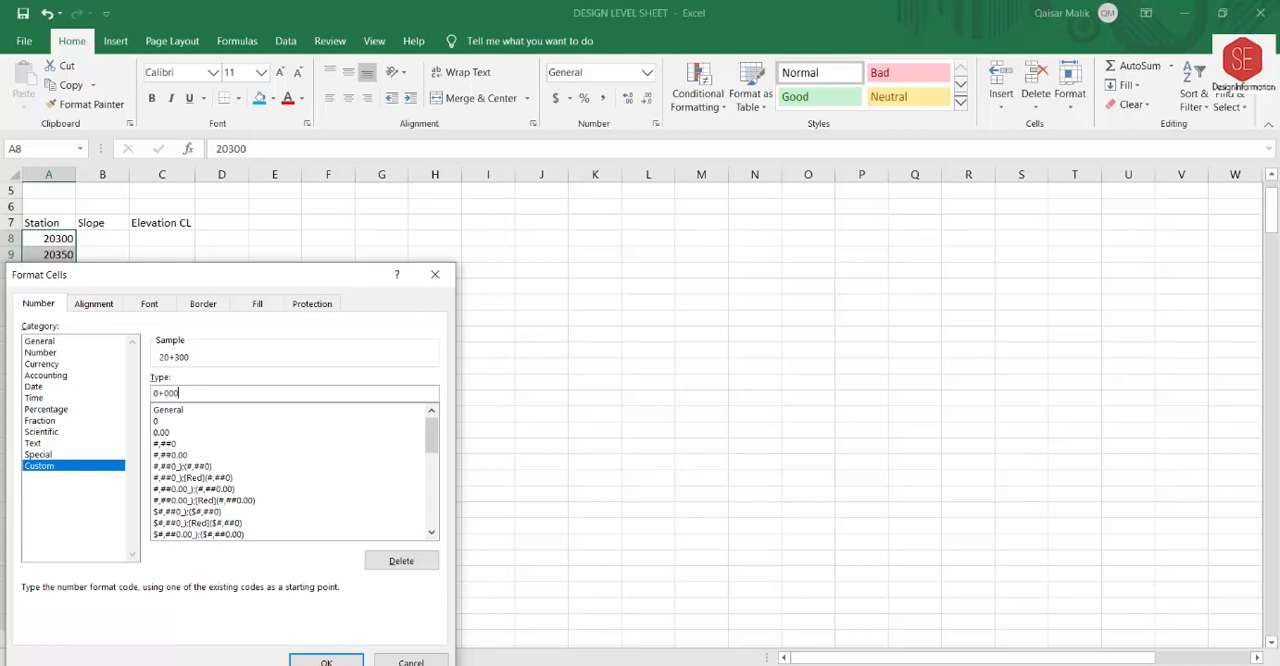 DESIGN LEVEL SHEET - Excel
Qaisar Malik QM
File Home Insert Page Layout Formulas Data Review View Help Tell me what you want to do
SE
DesignInformation
Paste
Cut
Copy
Format Painter
Clipboard
Calibri 11
B I U
Font
Wrap Text
Merge & Center
Alignment
General
$ % ,
Number
Conditional Formatting
Format as Table
Normal Bad
Good Neutral
Styles
Insert Delete Format
Cells
AutoSum
Fill
Clear
Sort & Filter
Find & Select
Editing
A8 fx 20300
A B C D E F G H I J K L M N O P Q R S T U V W
5
6
7 Station Slope Elevation CL
8 20300
9 20350
Format Cells ?
Number Alignment Font Border Fill Protection
Category:
General
Number
Currency
Accounting
Date
Time
Percentage
Fraction
Scientific
Text
Special
Custom
Sample
20+300
Type:
0+000
General
0
0.00
#,##0
#,##0.00
#,##0_);(#,##0)
#,##0_);[Red](#,##0)
#,##0.00_);(#,##0.00)
#,##0.00_);[Red](#,##0.00)
$#,##0_);($#,##0)
$#,##0_);[Red]($#,##0)
$#,##0.00_);($#,##0.00)
Delete
Type the number format code, using one of the existing codes as a starting point.
OK Cancel